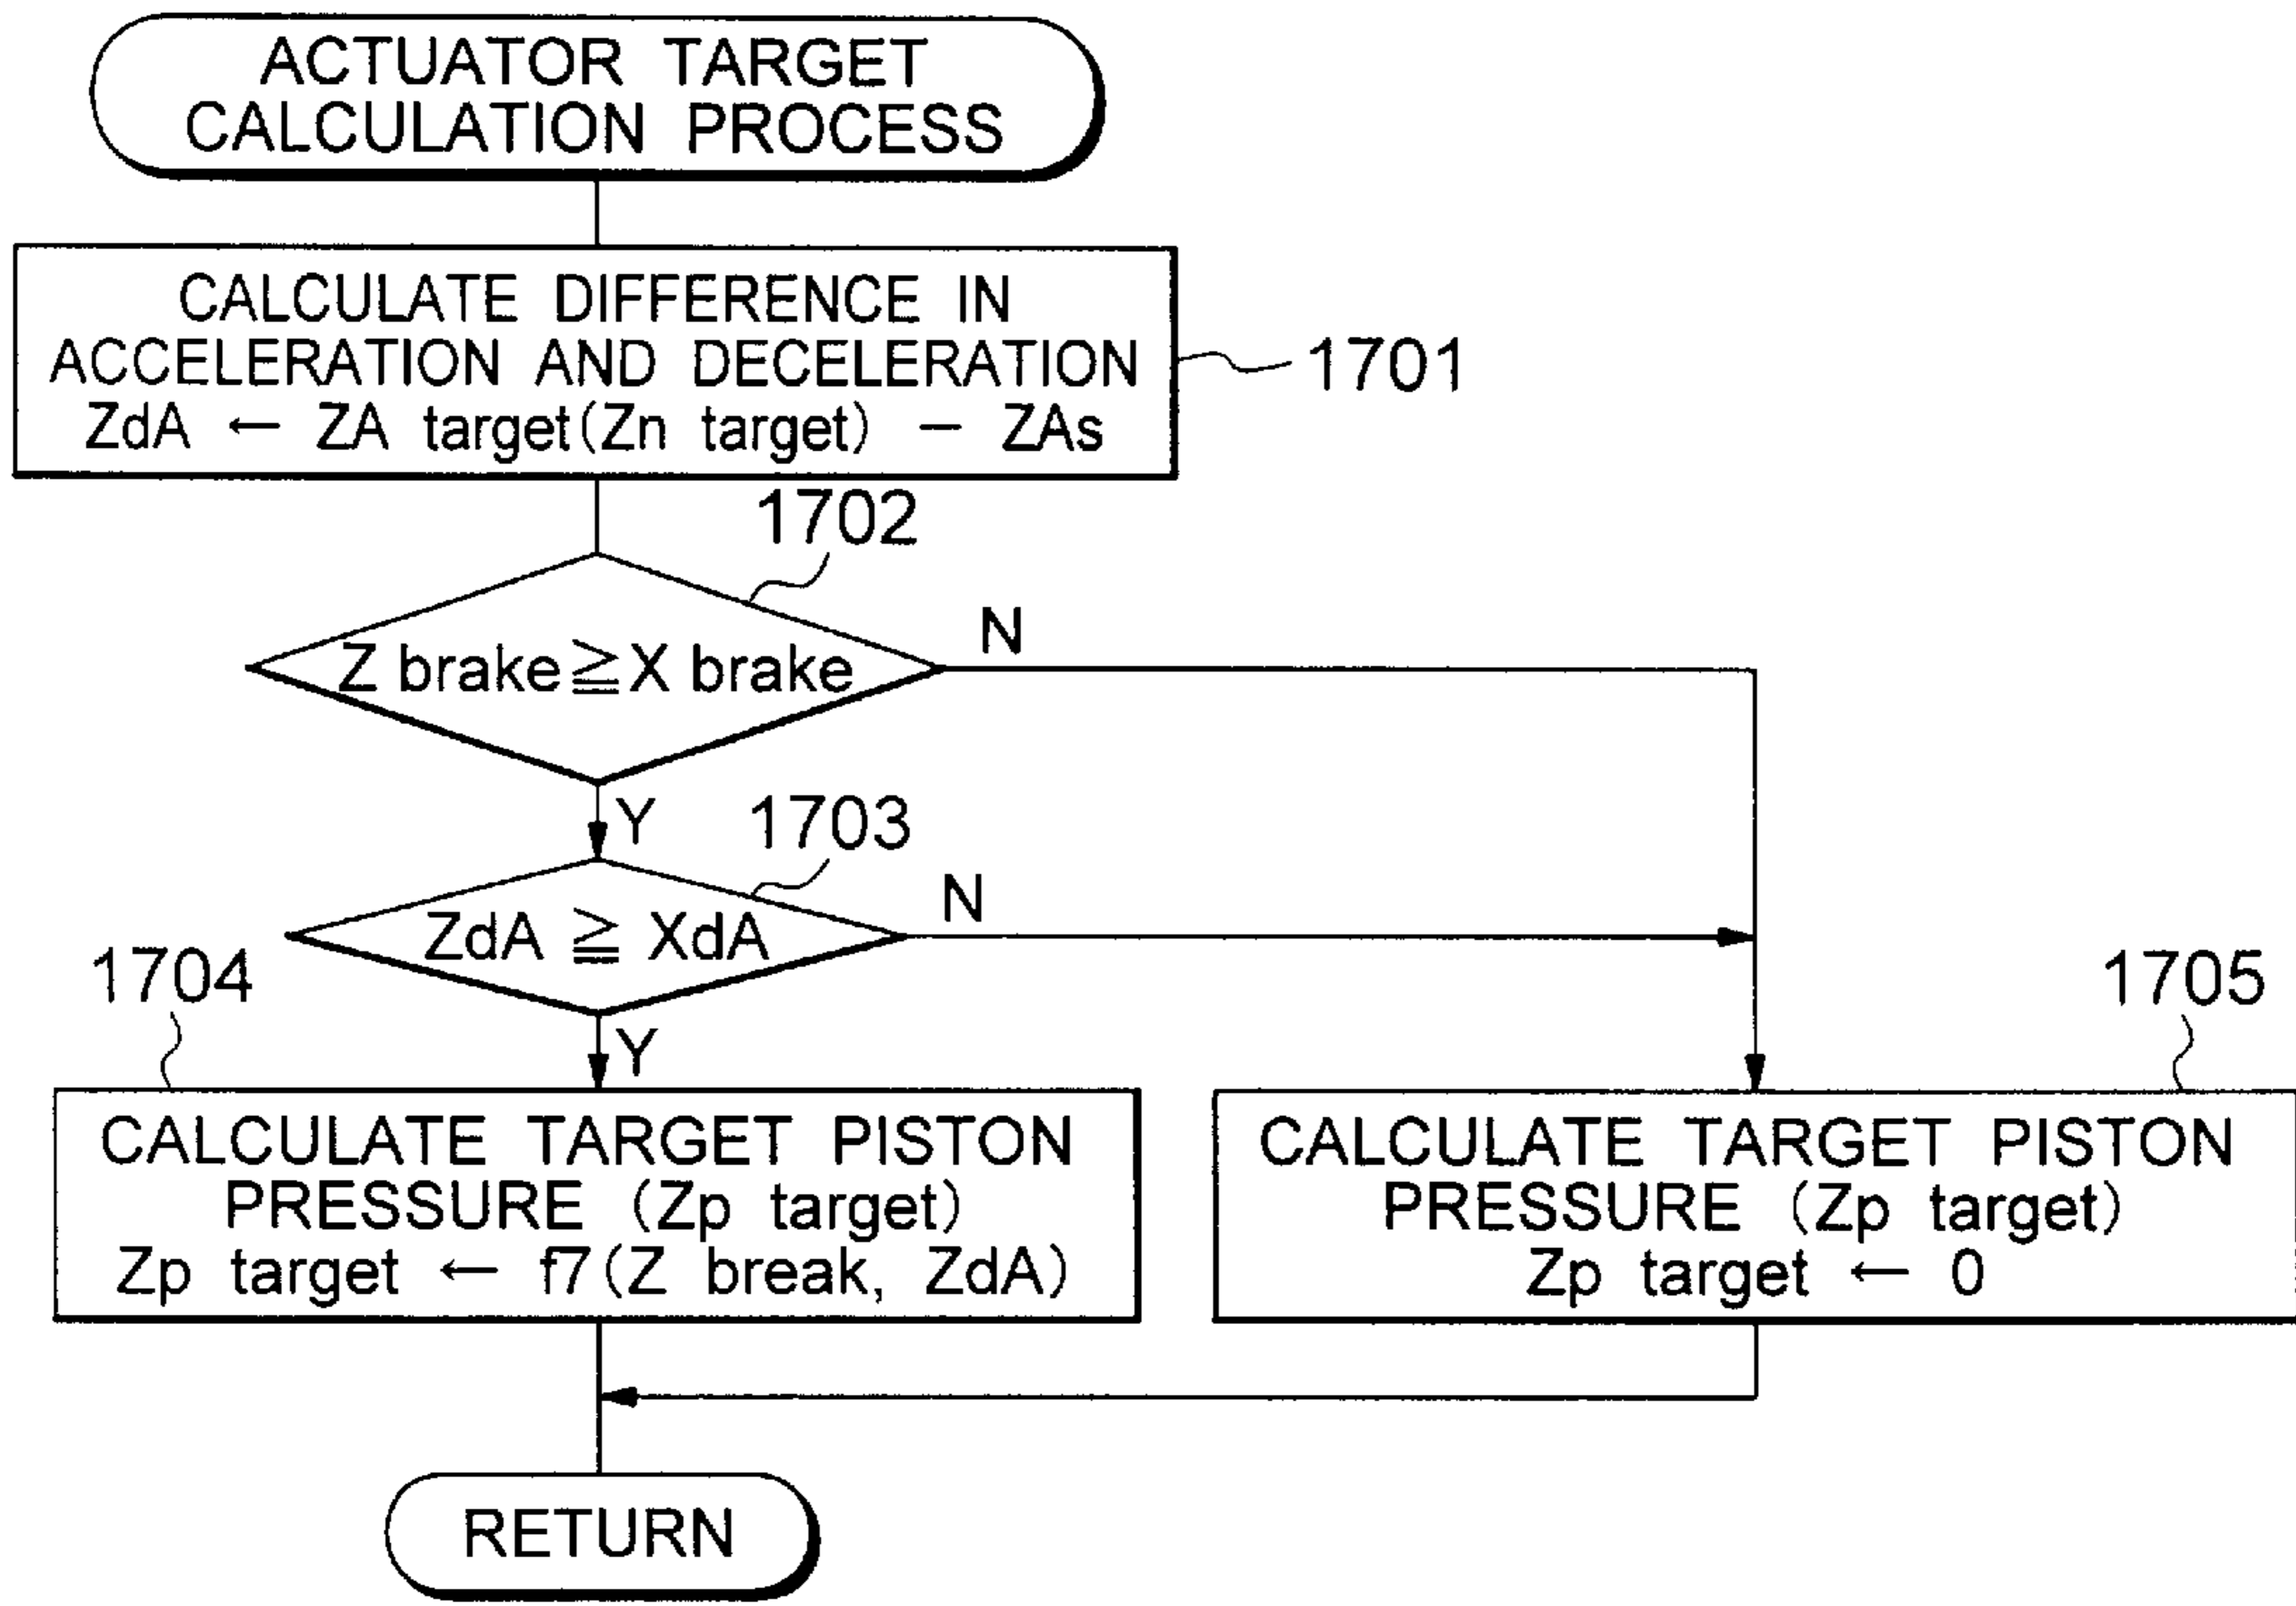 ACTUATOR TARGET
CALCULATION PROCESS
CALCULATE DIFFERENCE IN
ACCELERATION AND DECELERATION
ZdA ← ZA target(Zn target) − ZAs
1701
1702
Z brake≧X brake
N
Y
1703
ZdA ≧ XdA
N
Y
1704
CALCULATE TARGET PISTON
PRESSURE (Zp target)
Zp target ← f7(Z break, ZdA)
1705
CALCULATE TARGET PISTON
PRESSURE (Zp target)
Zp target ← 0
RETURN